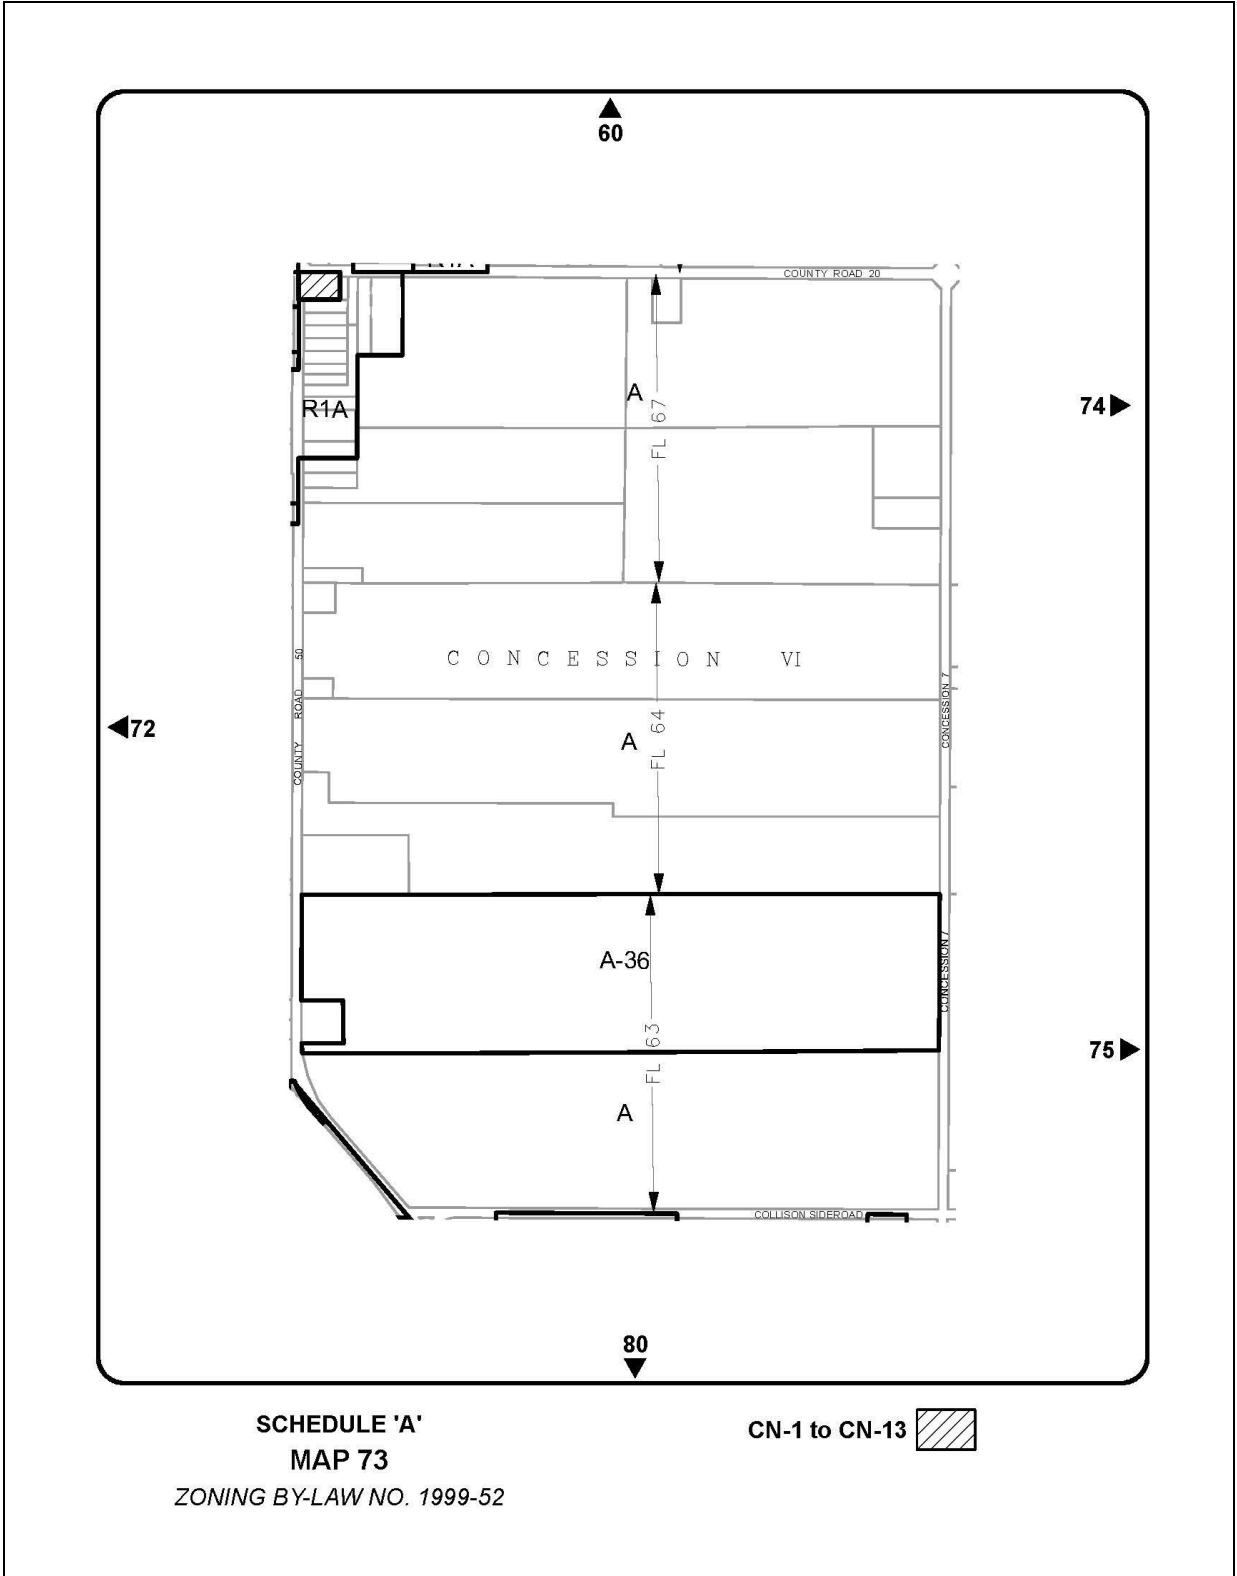 60
R1A
COUNTY ROAD 20
A
FL 67
R1A
74
CONCESSION VI
COUNTY ROAD 50
CONCESSION 7
72
FL 64
A
A-36
CONCESSION 7
FL 63
75
A
COLLISON SIDEROAD
80
SCHEDULE 'A'
MAP 73
ZONING BY-LAW NO. 1999-52
CN-1 to CN-13